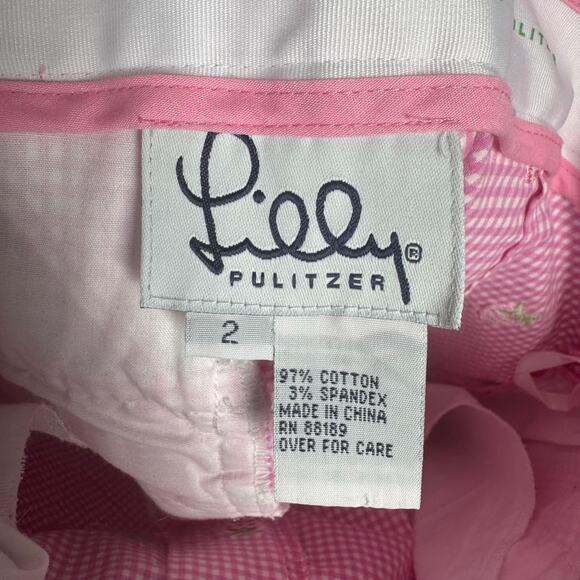 Lilly®
PULITZER
2
97% COTTON
3% SPANDEX
MADE IN CHINA
RN 88189
OVER FOR CARE